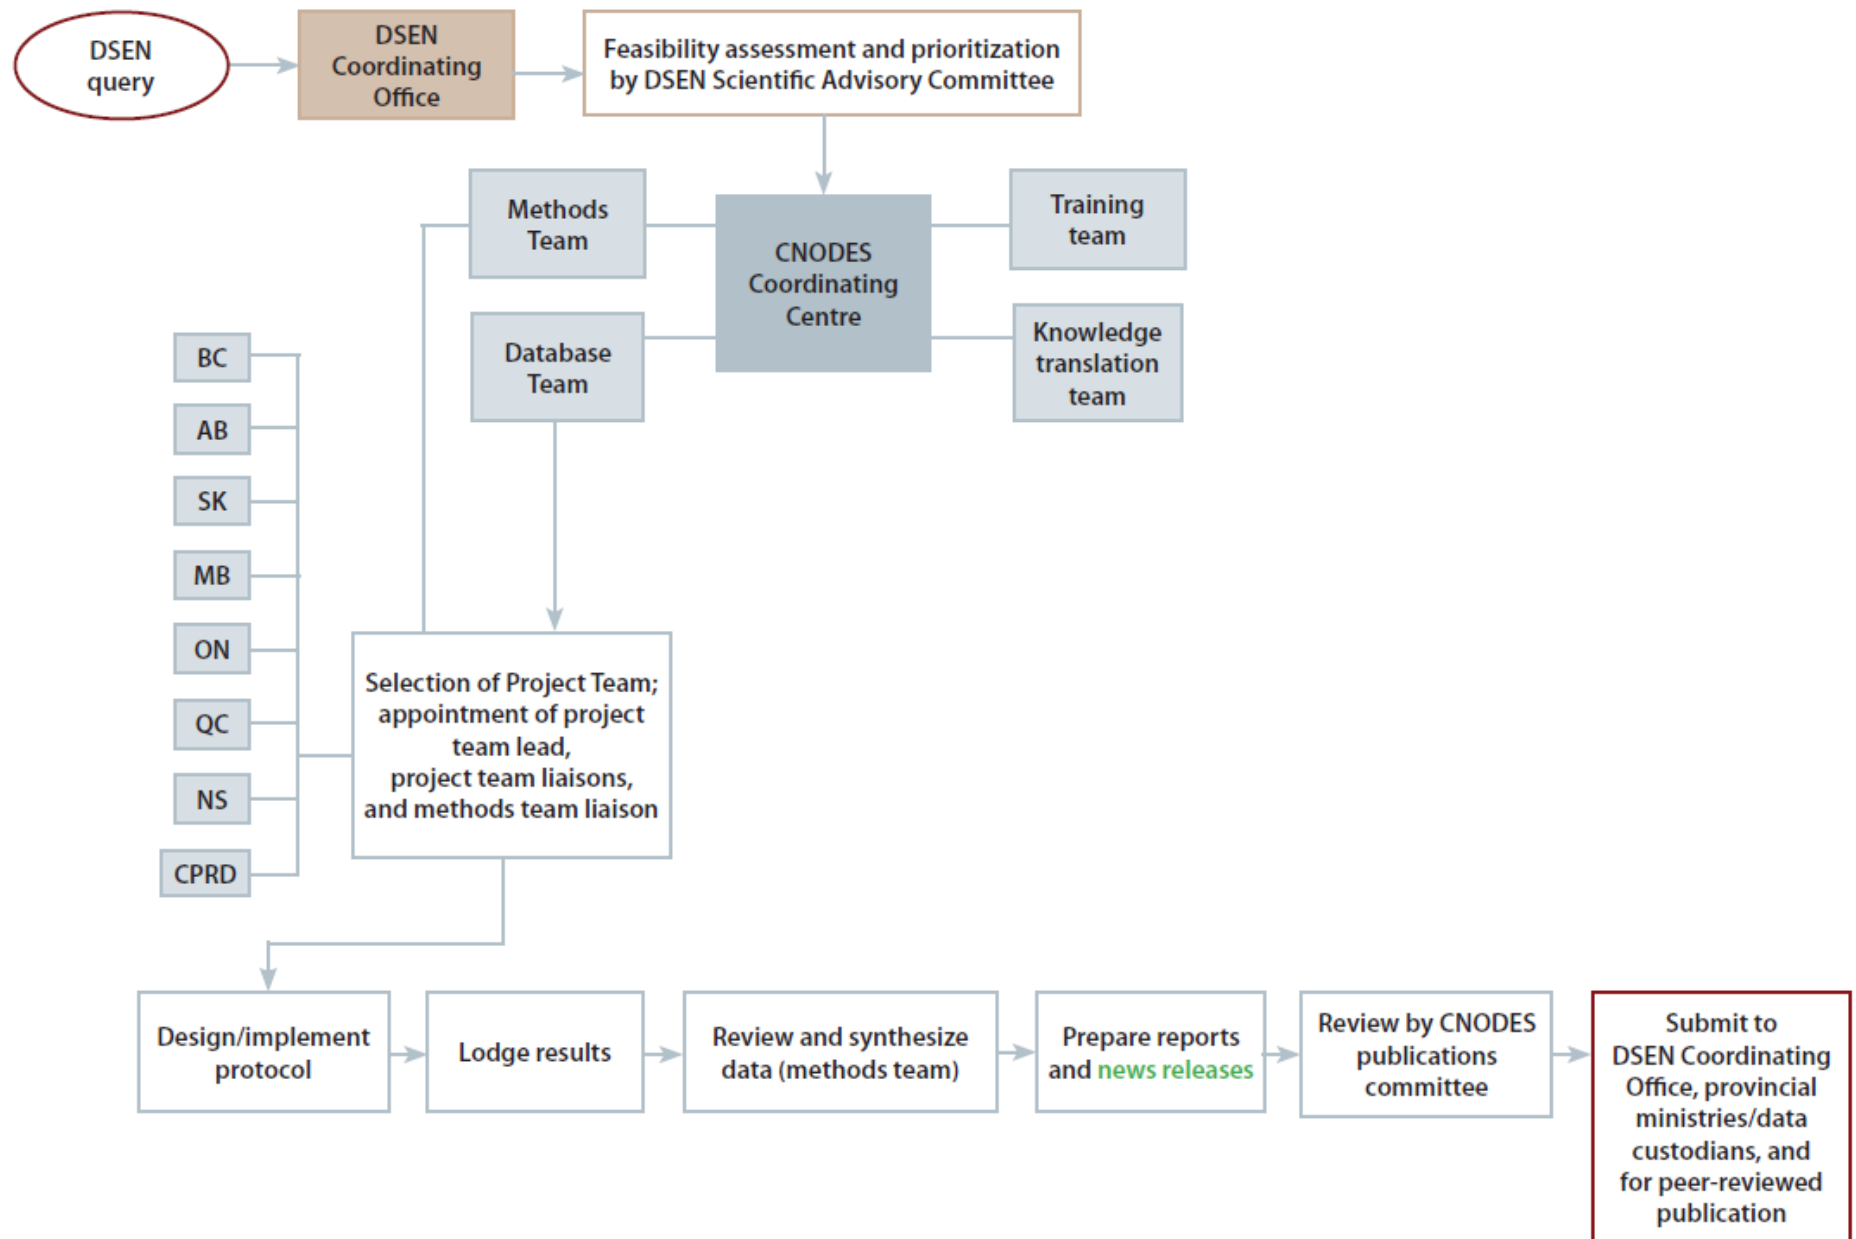 DSEN
query
DSEN
Coordinating
Office
Feasibility assessment and prioritization
by DSEN Scientific Advisory Committee
Methods
Team
CNODES
Coordinating
Centre
Training
team
Database
Team
Knowledge
translation
team
BC
AB
SK
MB
ON
QC
NS
CPRD
Selection of Project Team;
appointment of project
team lead,
project team liaisons,
and methods team liaison
Design/implement
protocol
Lodge results
Review and synthesize
data (methods team)
Prepare reports
and news releases
Review by CNODES
publications
committee
Submit to
DSEN Coordinating
Office, provincial
ministries/data
custodians, and
for peer-reviewed
publication